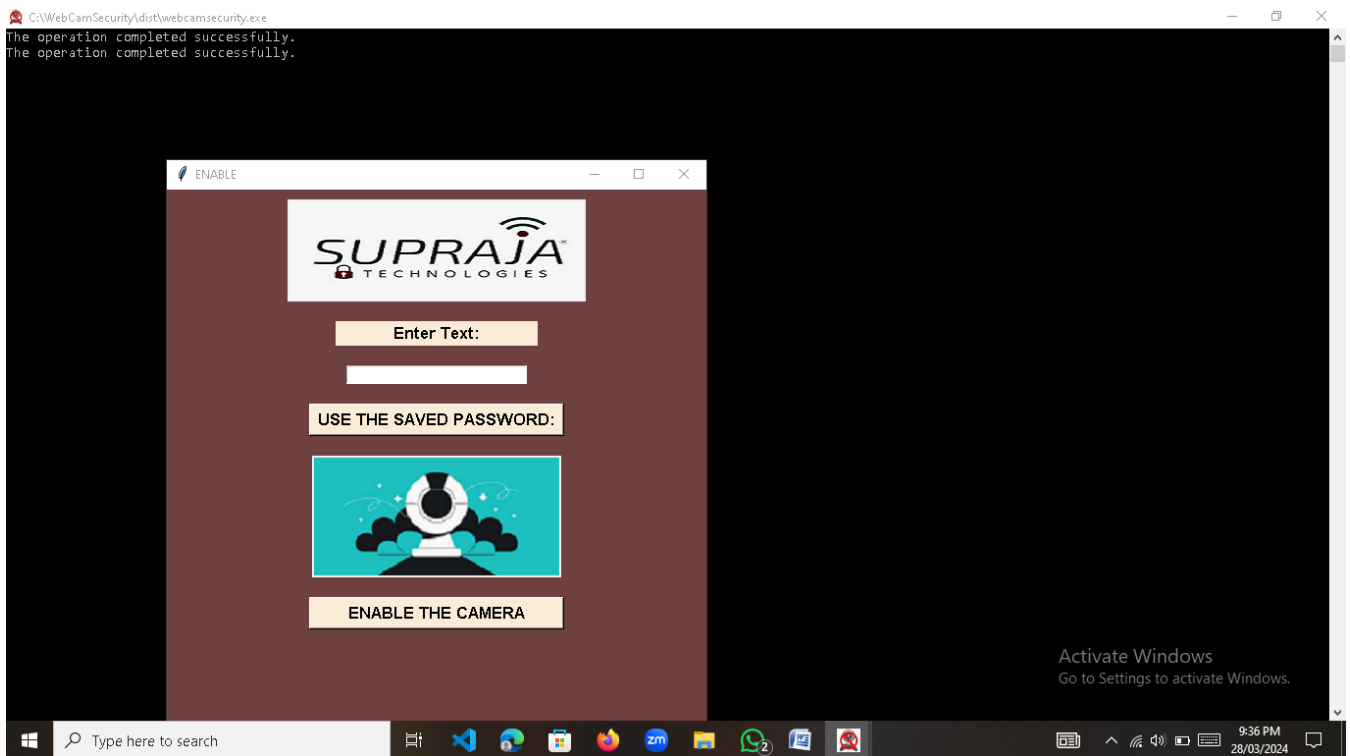 C:\WebCamSecurity\dist\webcamsecurity.exe
The operation completed successfully.
The operation completed successfully.
ENABLE
SUPRAJA
TECHNOLOGIES
Enter Text:
USE THE SAVED PASSWORD:
ENABLE THE CAMERA
Activate Windows
Go to Settings to activate Windows.
Type here to search
zm
2
9:36 PM
28/03/2024